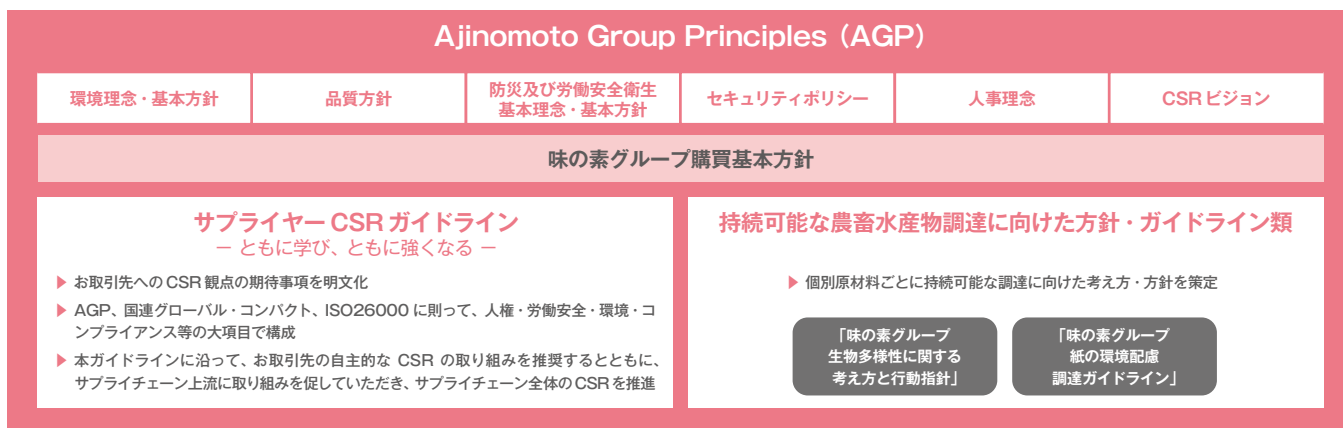 Ajinomoto Group Principles（AGP）
環境理念・基本方針
品質方針
防災及び労働安全衛生
基本理念・基本方針
セキュリティポリシー
人事理念
CSRビジョン
味の素グループ購買基本方針
サプライヤー CSR ガイドライン
－ ともに学び、ともに強くなる －
▶ お取引先へのCSR観点の期待事項を明文化
▶ AGP、国連グローバル・コンパクト、ISO26000 に則って、人権・労働安全・環境・コ
ンプライアンス等の大項目で構成
▶ 本ガイドラインに沿って、お取引先の自主的な CSR の取り組みを推奨するとともに、
サプライチェーン上流に取り組みを促していただき、サプライチェーン全体のCSRを推進
持続可能な農畜水産物調達に向けた方針・ガイドライン類
▶ 個別原材料ごとに持続可能な調達に向けた考え方・方針を策定
「味の素グループ
生物多様性に関する
考え方と行動指針」
「味の素グループ
紙の環境配慮
調達ガイドライン」